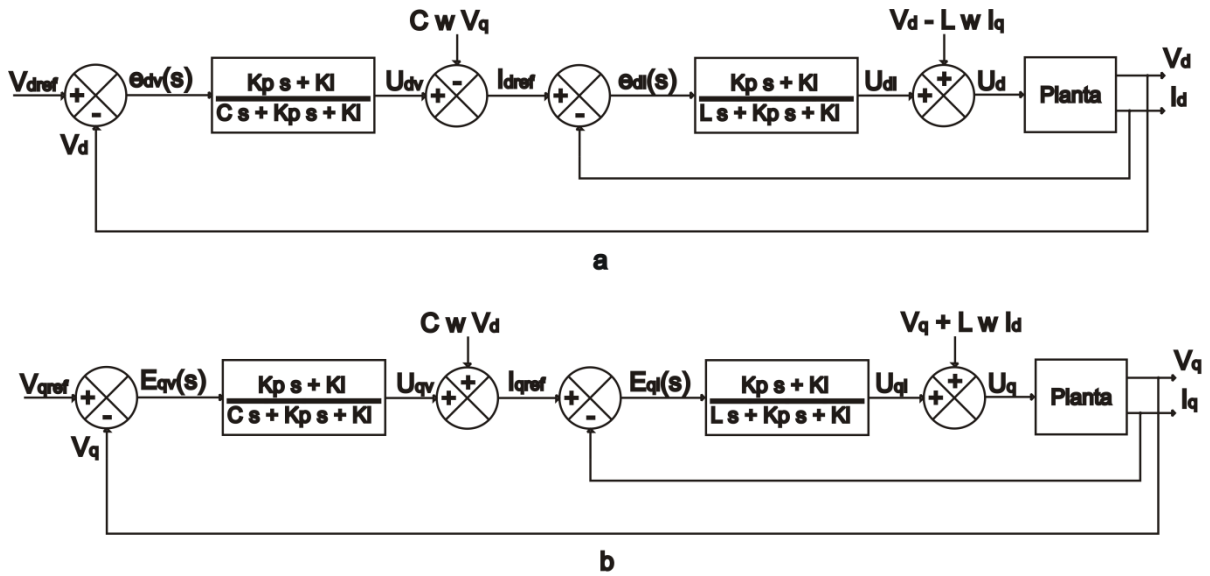 C w Vq
Vd - L w Iq
Vdref
+
-
edv(s)
Kp s + KI
C s + Kp s + KI
Udv
+
-
Idref
+
-
edI(s)
Kp s + KI
L s + Kp s + KI
UdI
+
+
Ud
Planta
Vd
Id
Vd
a
C w Vd
Vq + L w Id
Vqref
+
-
Eqv(s)
Kp s + KI
C s + Kp s + KI
Uqv
+
+
Iqref
+
-
EqI(s)
Kp s + KI
L s + Kp s + KI
UqI
+
+
Uq
Planta
Vq
Iq
Vq
b